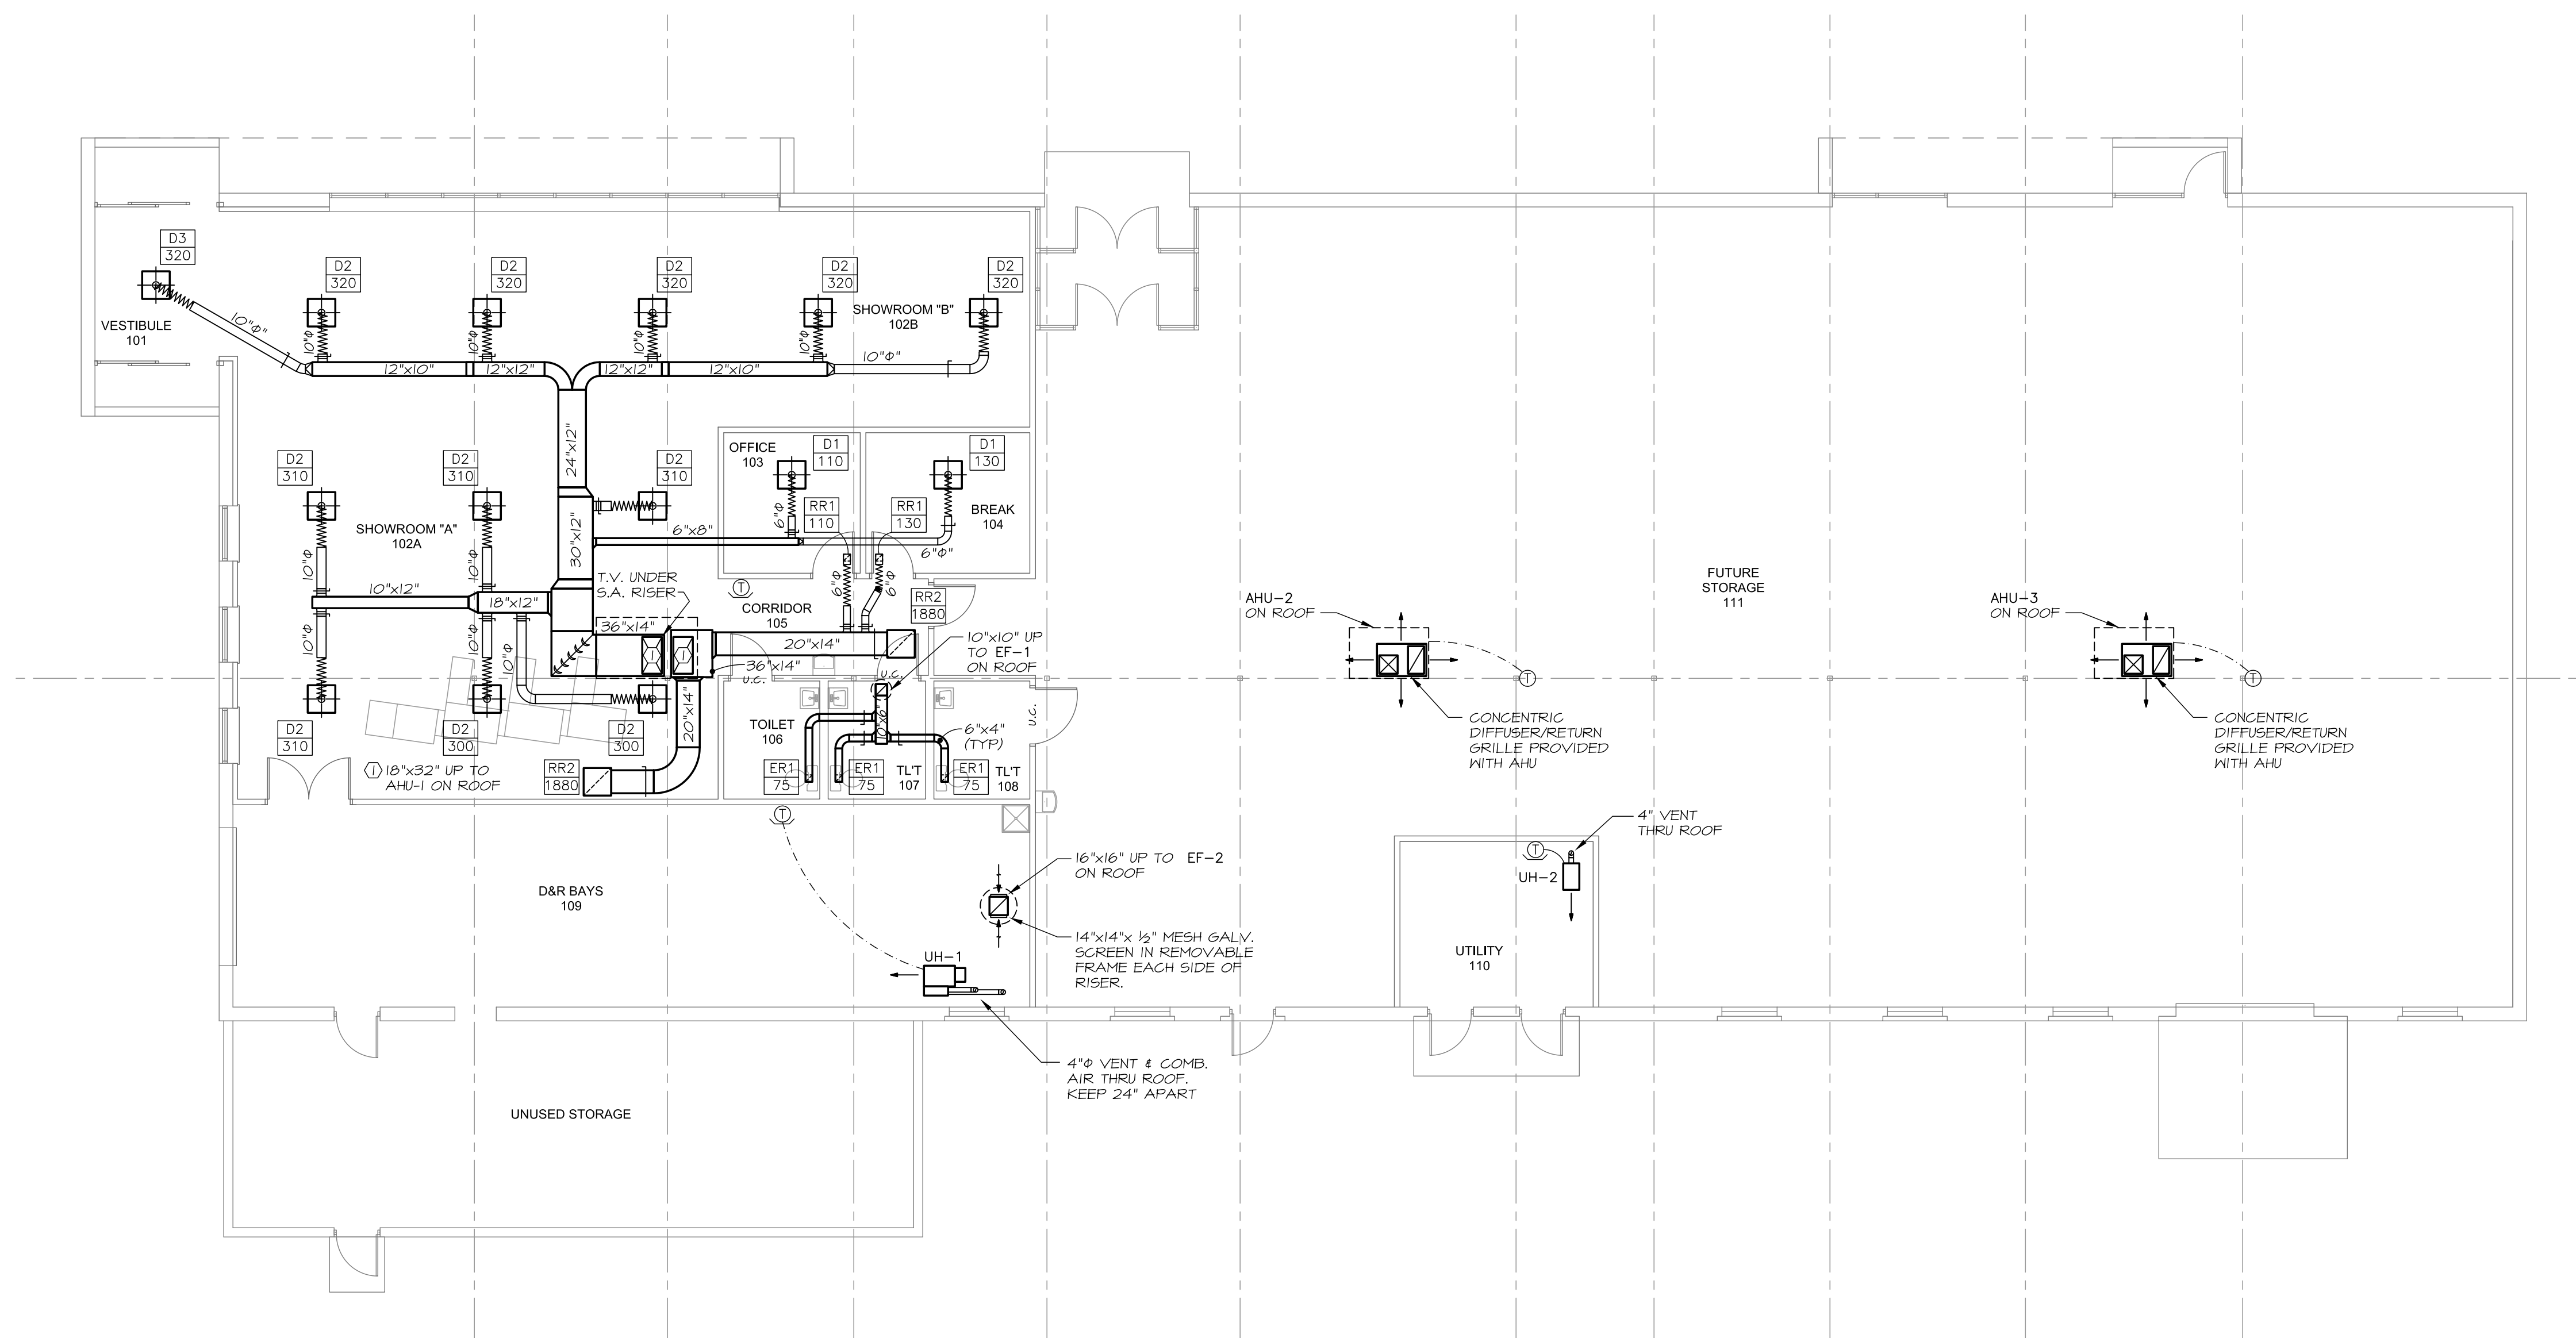 D3
320
D2
320
D2
320
D2
320
D2
320
D2
320
VESTIBULE
101
10"Φ"
10"Φ
10"Φ
10"Φ
10"Φ
SHOWROOM "B"
102B
12"x10"
12"x12"
12"x12"
12"x10"
10"Φ"
24"x12"
D2
310
D2
310
D2
310
OFFICE
103
D1
110
D1
130
RR1
110
RR1
130
BREAK
104
SHOWROOM "A"
102A
30"x12"
6"Φ
6"x8"
6"Φ"
10"Φ
10"Φ
10"x12"
18"x12"
T.V. UNDER
S.A. RISER
T
CORRIDOR
105
6"Φ
6"Φ
RR2
1880
10"Φ
10"Φ
10"Φ
36"x14"
1
1
20"x14"
36"x14"
U.C.
U.C.
U.C.
10"x10" UP
TO EF-1
ON ROOF
20"x14"
TOILET
106
10"x6"
6"x4"
(TYP)
D2
310
D2
300
D2
300
1 18"x32" UP TO
AHU-1 ON ROOF
RR2
1880
ER1
75
ER1
75
TL'T
107
ER1
75
TL'T
108
T
D&R BAYS
109
16"x16" UP TO EF-2
ON ROOF
14"x14"x ½" MESH GALV.
SCREEN IN REMOVABLE
FRAME EACH SIDE OF
RISER.
UH-1
4"Φ VENT & COMB.
AIR THRU ROOF.
KEEP 24" APART
UNUSED STORAGE
FUTURE
STORAGE
111
AHU-2
ON ROOF
T
CONCENTRIC
DIFFUSER/RETURN
GRILLE PROVIDED
WITH AHU
AHU-3
ON ROOF
T
CONCENTRIC
DIFFUSER/RETURN
GRILLE PROVIDED
WITH AHU
4" VENT
THRU ROOF
T
UH-2
UTILITY
110